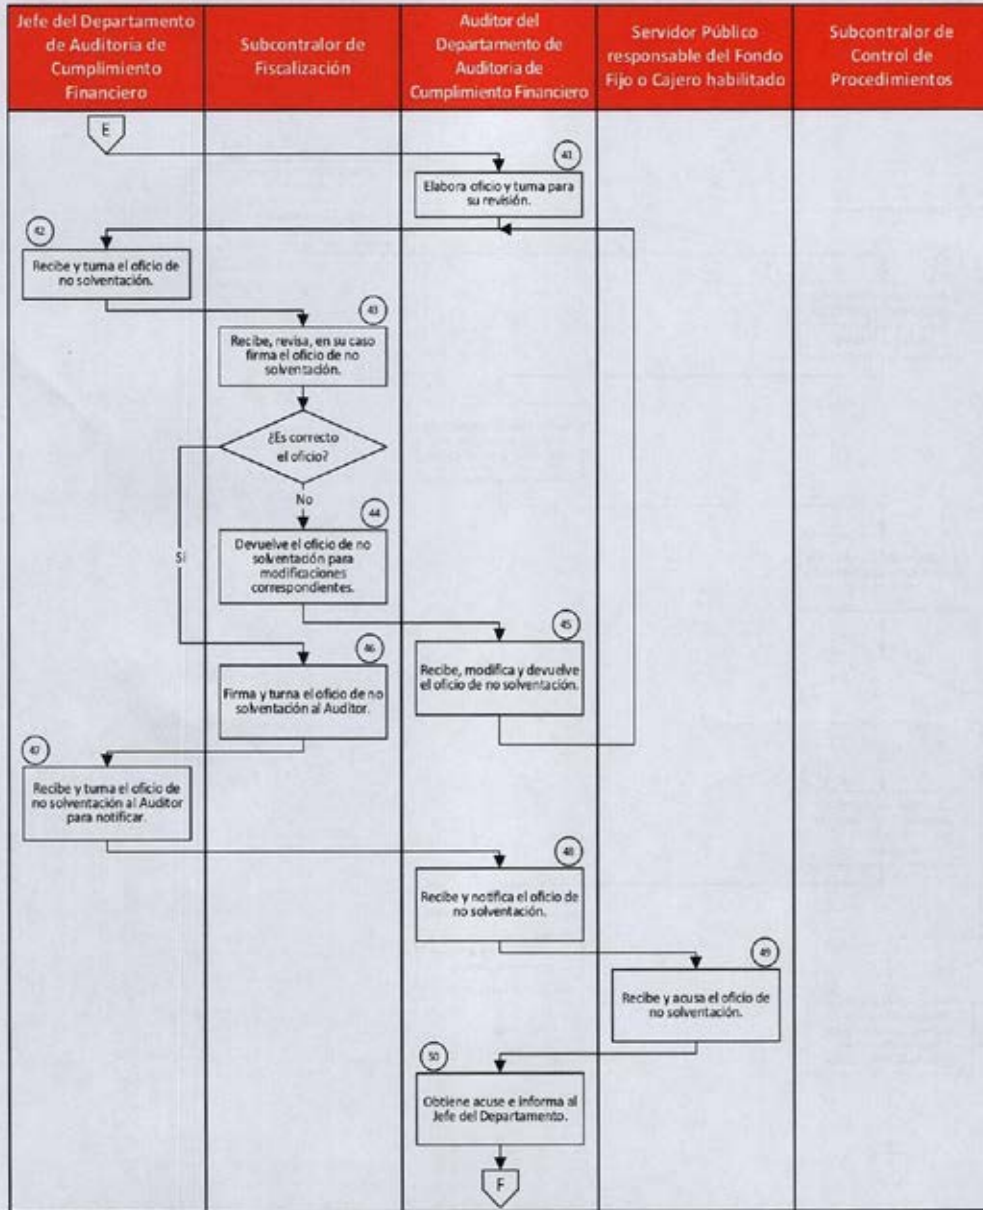 Jefe del Departamento
de Auditoria de
Cumplimiento
Financiero
Subcontralor de
Fiscalización
Auditor del
Departamento de
Auditoria de
Cumplimiento Financiero
Servidor Público
responsable del Fondo
Fijo o Cajero habilitado
Subcontralor de
Control de
Procedimientos
E
41
Elabora oficio y turna para
su revisión.
42
Recibe y turna el oficio de
no solventación.
43
Recibe, revisa, en su caso
firma el oficio de no
solventación.
¿Es correcto
el oficio?
No
Si
44
Devuelve el oficio de no
solventación para
modificaciones
correspondientes.
45
Recibe, modifica y devuelve
el oficio de no solventación.
46
Firma y turna el oficio de no
solventación al Auditor.
47
Recibe y turna el oficio de
no solventación al Auditor
para notificar.
48
Recibe y notifica el oficio de
no solventación.
49
Recibe y acusa el oficio de
no solventación.
50
Obtiene acuse e informa al
Jefe del Departamento.
F